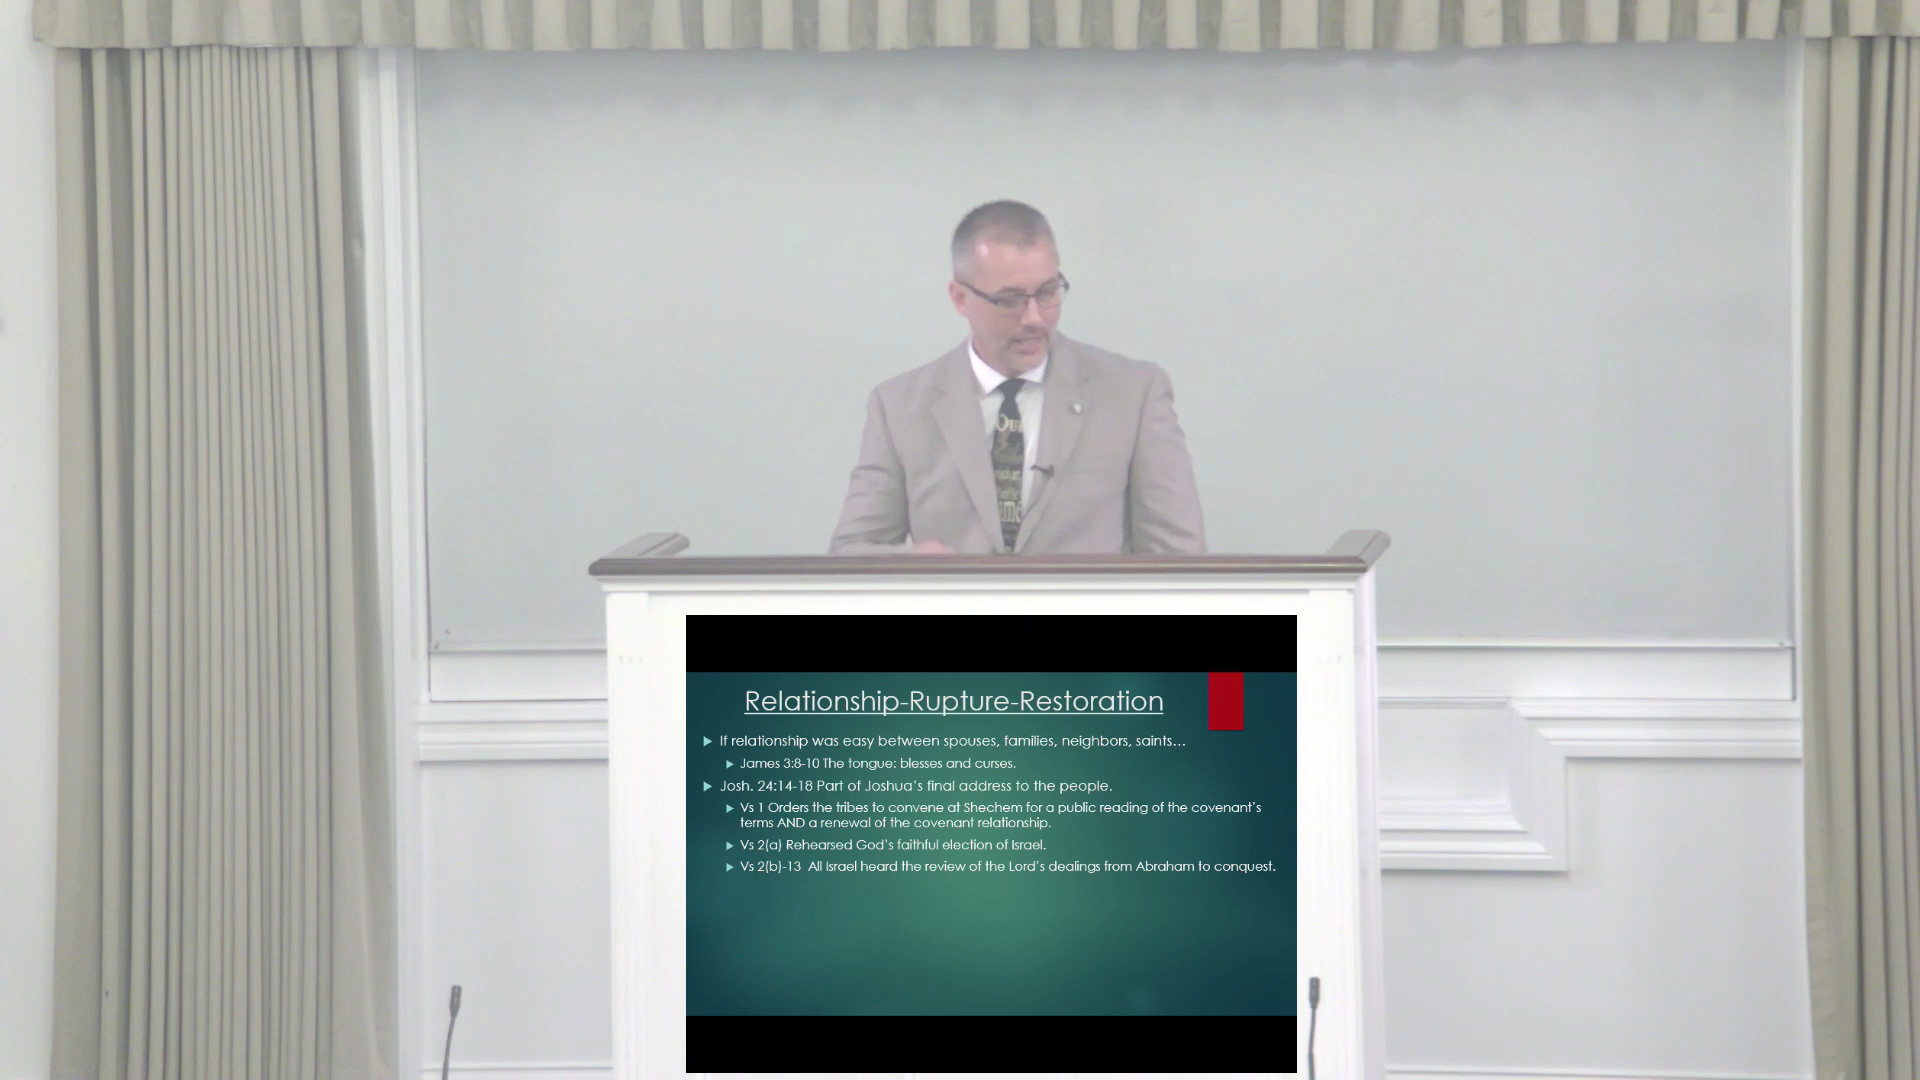 Relationship-Rupture-Restoration
If relationship was easy between spouses, families, neighbors, saints…
James 3:8-10 The tongue: blesses and curses.
Josh. 24:14-18 Part of Joshua's final address to the people.
Vs 1 Orders the tribes to convene at Shechem for a public reading of the covenant's
terms AND a renewal of the covenant relationship.
Vs 2(a) Rehearsed God's faithful election of Israel.
Vs 2(b)-13 All Israel heard the review of the Lord's dealings from Abraham to conquest.